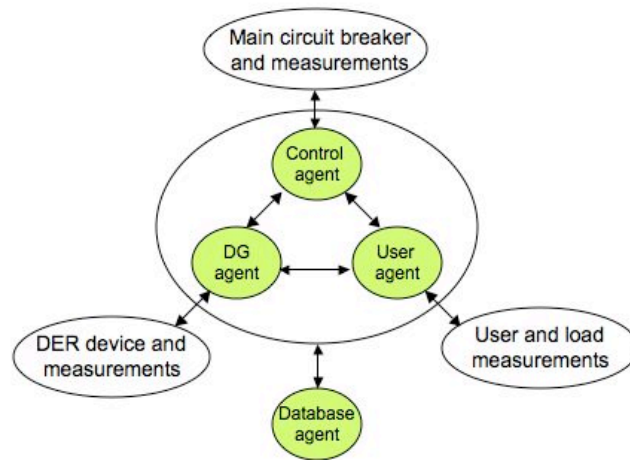 Main circuit breaker
and measurements
Control
agent
DG
agent
User
agent
DER device and
measurements
User and load
measurements
Database
agent